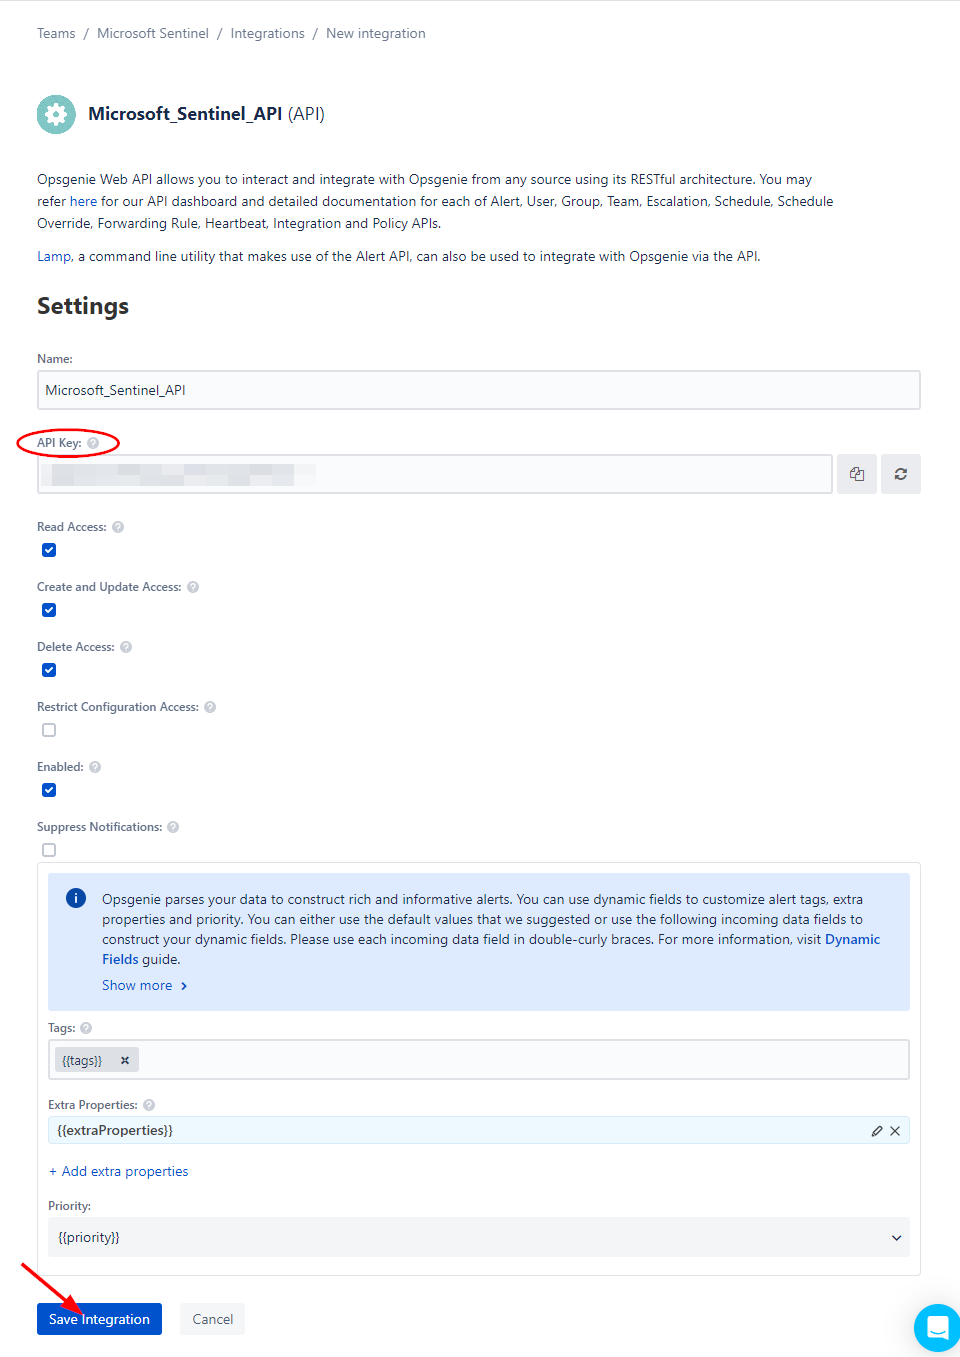 Teams / Microsoft Sentinel / Integrations / New integration
Microsoft_Sentinel_API (API)
Opsgenie Web API allows you to interact and integrate with Opsgenie from any source using its RESTful architecture. You may
refer here for our API dashboard and detailed documentation for each of Alert, User, Group, Team, Escalation, Schedule, Schedule
Override, Forwarding Rule, Heartbeat, Integration and Policy APIs.
Lamp, a command line utility that makes use of the Alert API, can also be used to integrate with Opsgenie via the API.
Settings
Name:
Microsoft_Sentinel_API
API Key: ?
Read Access: ?
Create and Update Access: ?
Delete Access: ?
Restrict Configuration Access: ?
Enabled: ?
Suppress Notifications: ?
Opsgenie parses your data to construct rich and informative alerts. You can use dynamic fields to customize alert tags, extra
properties and priority. You can either use the default values that we suggested or use the following incoming data fields to
construct your dynamic fields. Please use each incoming data field in double-curly braces. For more information, visit Dynamic
Fields guide.
Show more >
Tags: ?
{{tags}}
Extra Properties: ?
{{extraProperties}}
+ Add extra properties
Priority:
{{priority}}
Save Integration Cancel